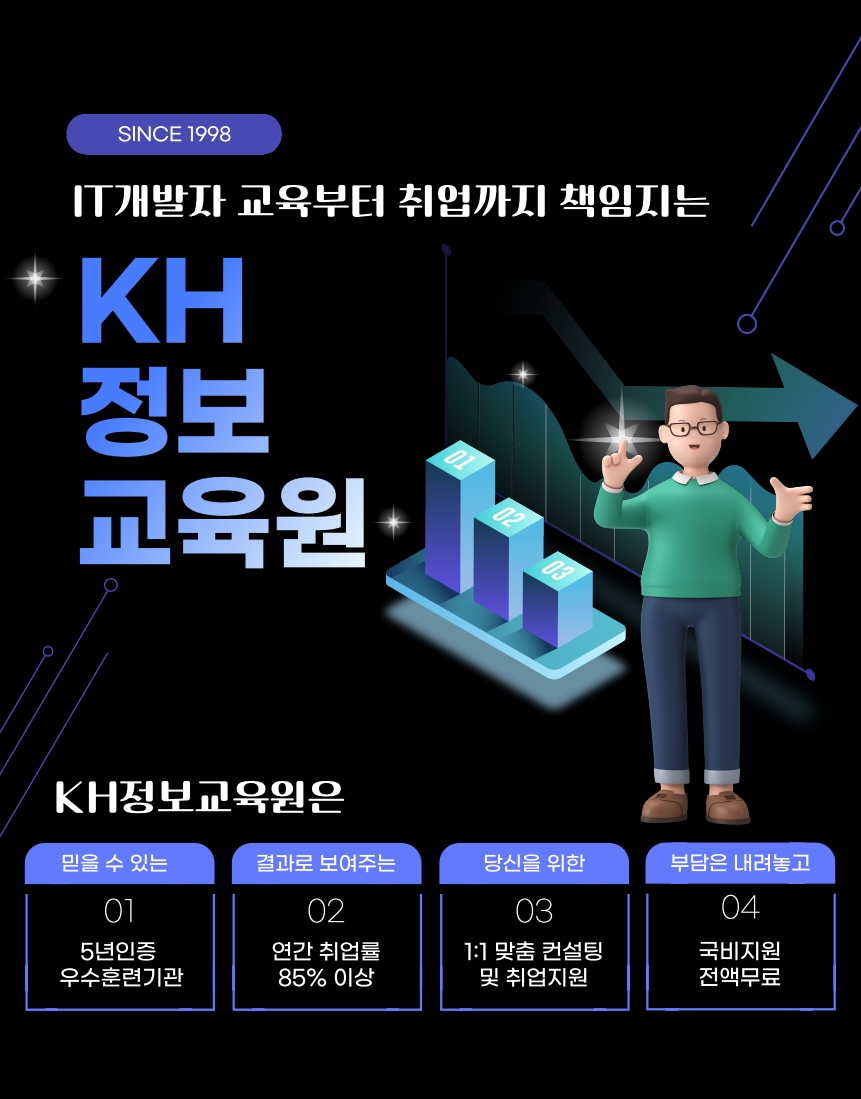 SINCE 1998
IT개발자 교육부터 취업까지 책임지는
KH
정보
교육원
01
02
03
KH정보교육원은
믿을 수 있는
01
5년인증
우수훈련기관
결과로 보여주는
02
연간 취업률
85% 이상
당신을 위한
03
1:1 맞춤 컨설팅
및 취업지원
부담은 내려놓고
04
국비지원
전액무료